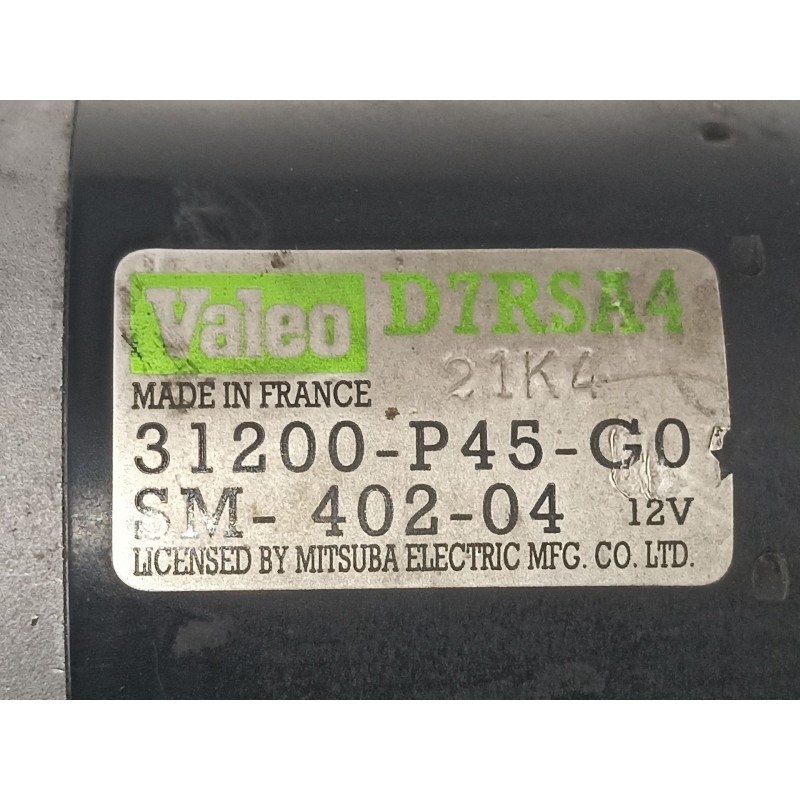 Valeo D7RSA4
21K4
MADE IN FRANCE
31200-P45-G0
SM-402-04 12V
LICENSED BY MITSUBA ELECTRIC MFG. CO. LTD.